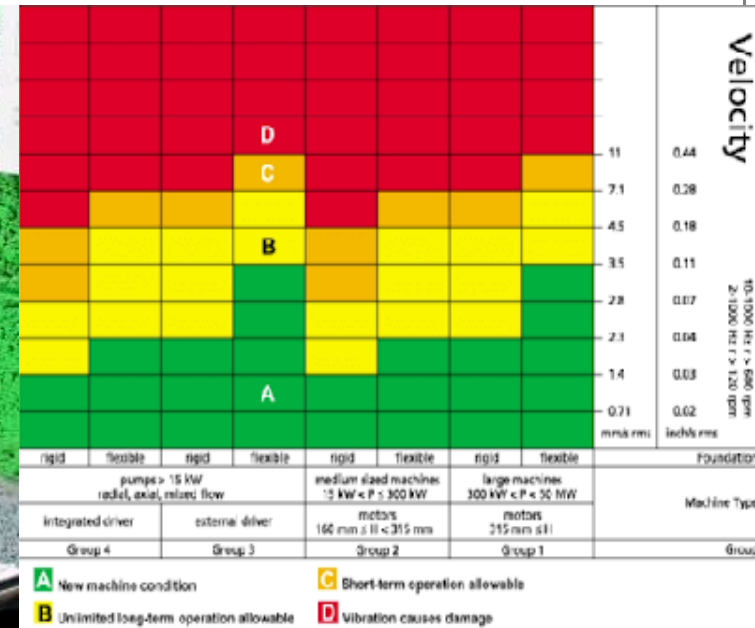 Velocity
10-1000 Hz r > 600 rpm
2-1000 Hz r > 120 rpm
D
C
B
A
11 0.44
7.1 0.28
4.5 0.18
3.5 0.11
2.8 0.07
2.3 0.04
1.4 0.03
0.71 0.02
mm/s rms inch/s rms
rigid flexible rigid flexible rigid flexible rigid flexible Foundation
pumps > 15 kW medium sized machines large machines
radial, axial, mixed flow 15 kW < P ≤ 300 kW 300 kW < P < 50 MW
Machine Type
integrated driver external driver motors motors
160 mm ≤ H < 315 mm 315 mm ≤ H
Group 4 Group 3 Group 2 Group 1 Group
A New machine condition
C Short-term operation allowable
B Unlimited long-term operation allowable
D Vibration causes damage